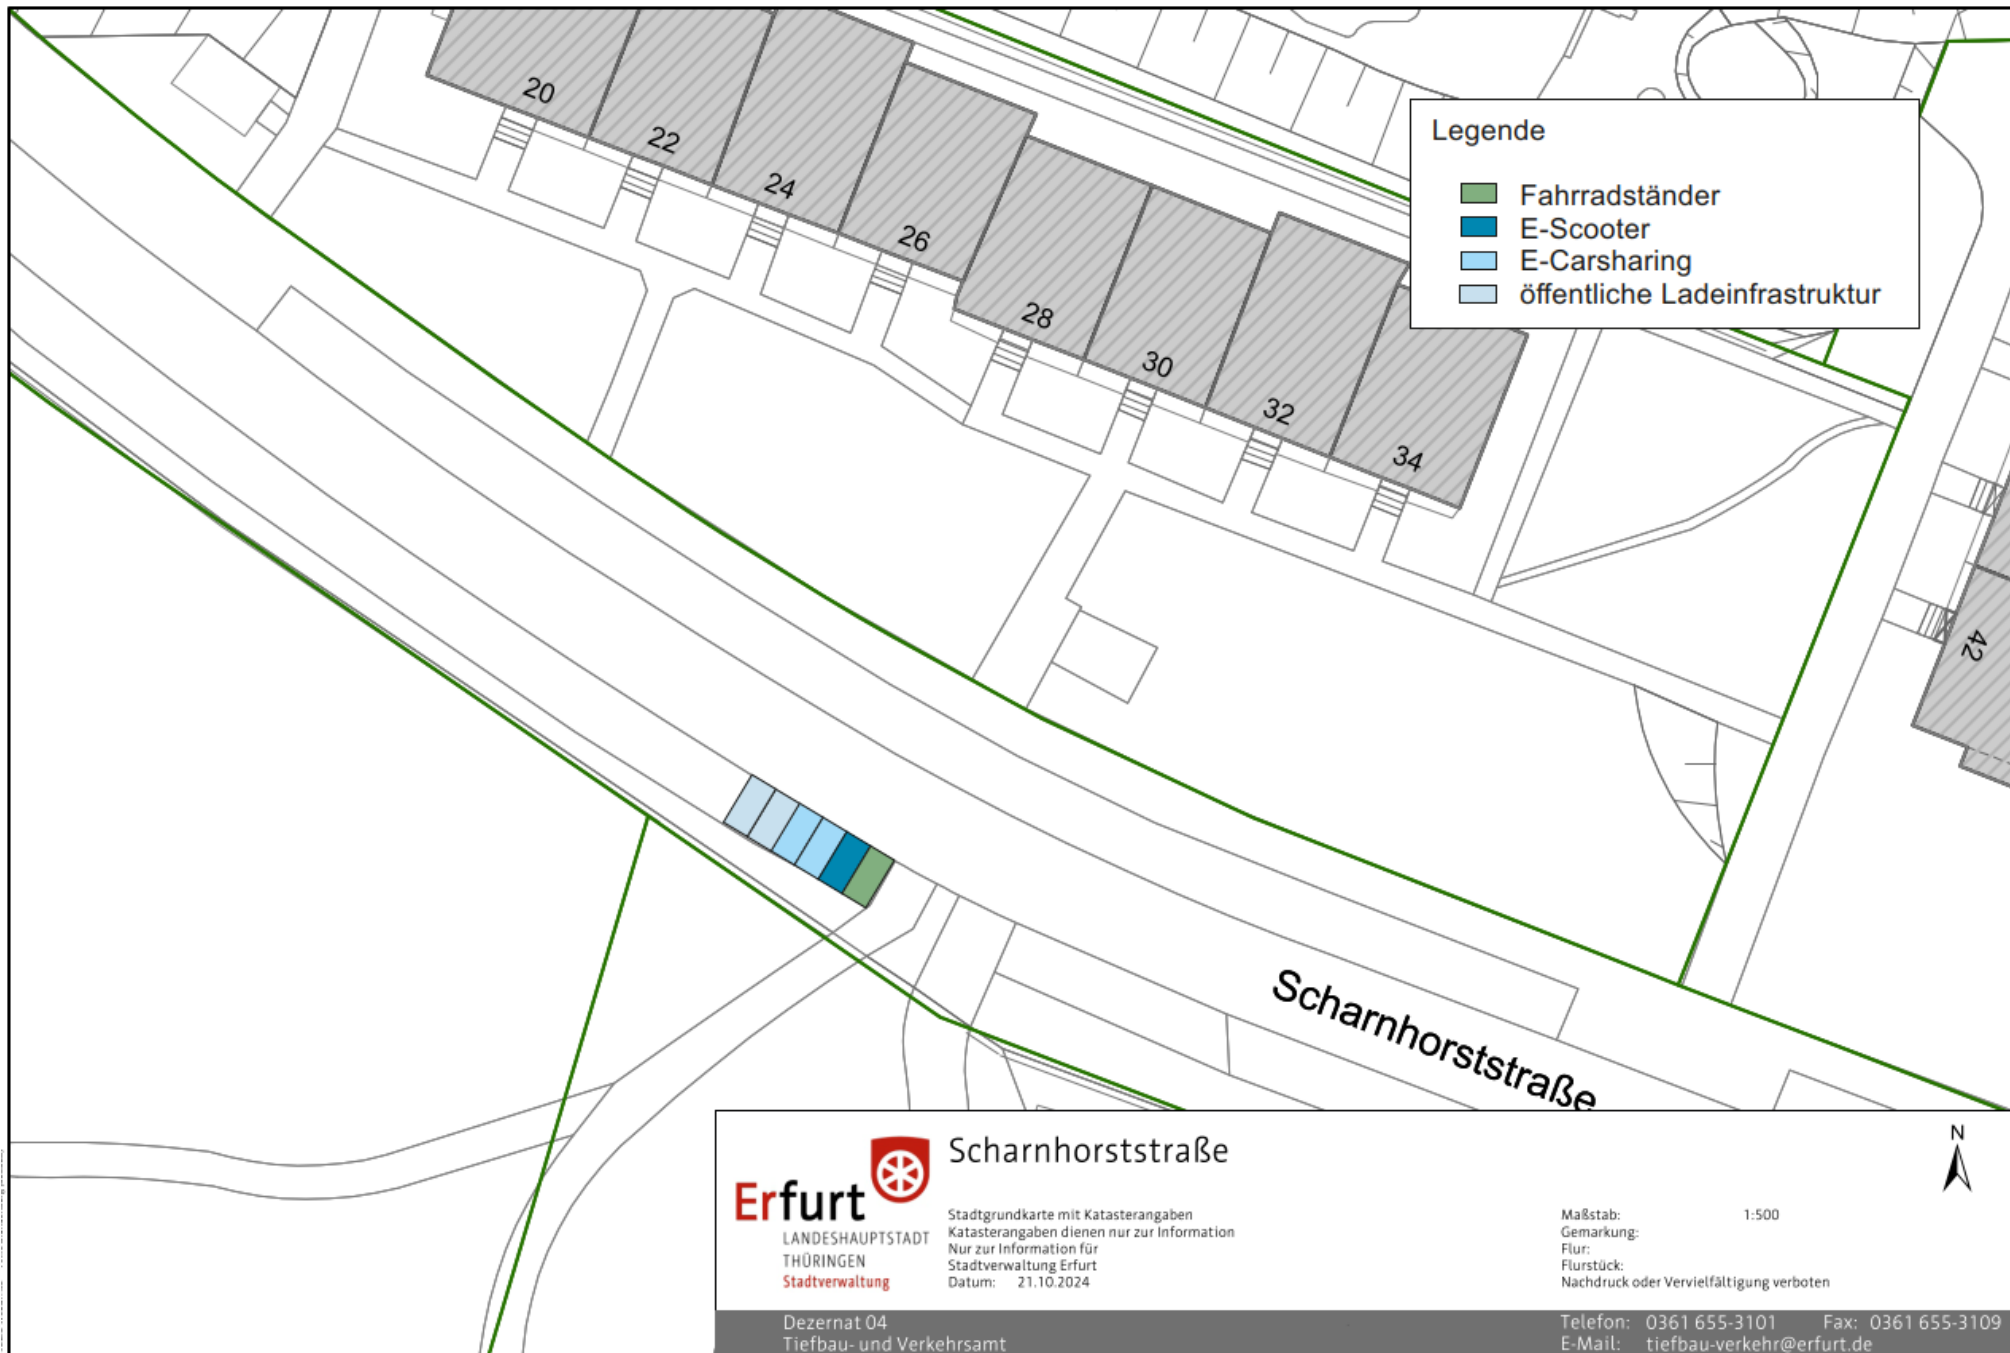 20
22
24
26
28
30
32
34
42
Legende
Fahrradständer
E-Scooter
E-Carsharing
öffentliche Ladeinfrastruktur
Scharnhorststraße
Erfurt
LANDESHAUPTSTADT
THÜRINGEN
Stadtverwaltung
Scharnhorststraße
Stadtgrundkarte mit Katasterangaben
Katasterangaben dienen nur zur Information
Nur zur Information für
Stadtverwaltung Erfurt
Datum: 21.10.2024
N
Maßstab: 1:500
Gemarkung:
Flur:
Flurstück:
Nachdruck oder Vervielfältigung verboten
Dezernat 04
Tiefbau- und Verkehrsamt
Telefon: 0361 655-3101 Fax: 0361 655-3109
E-Mail: tiefbau-verkehr@erfurt.de